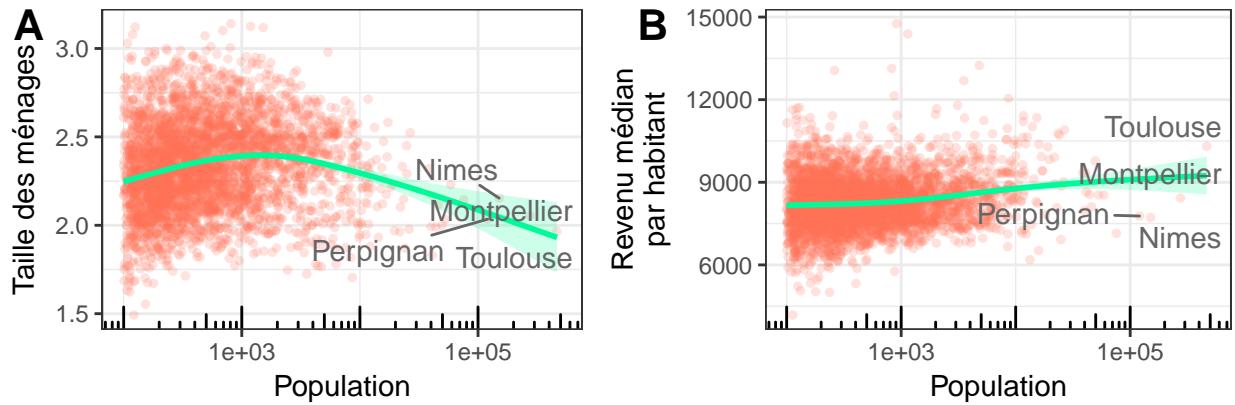 A
Taille des ménages
3.0
2.5
2.0
1.5
Nimes
Montpellier
Perpignan
Toulouse
1e+03
1e+05
Population
B
Revenu médian
par habitant
15000
12000
9000
6000
Toulouse
Montpellier
Perpignan
Nimes
1e+03
1e+05
Population